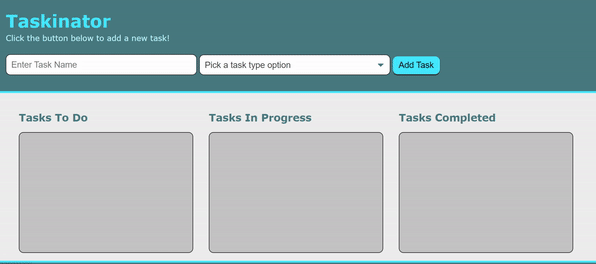 Taskinator
Click the button below to add a new task!
Enter Task Name
Pick a task type option
Add Task
Tasks To Do
Tasks In Progress
Tasks Completed